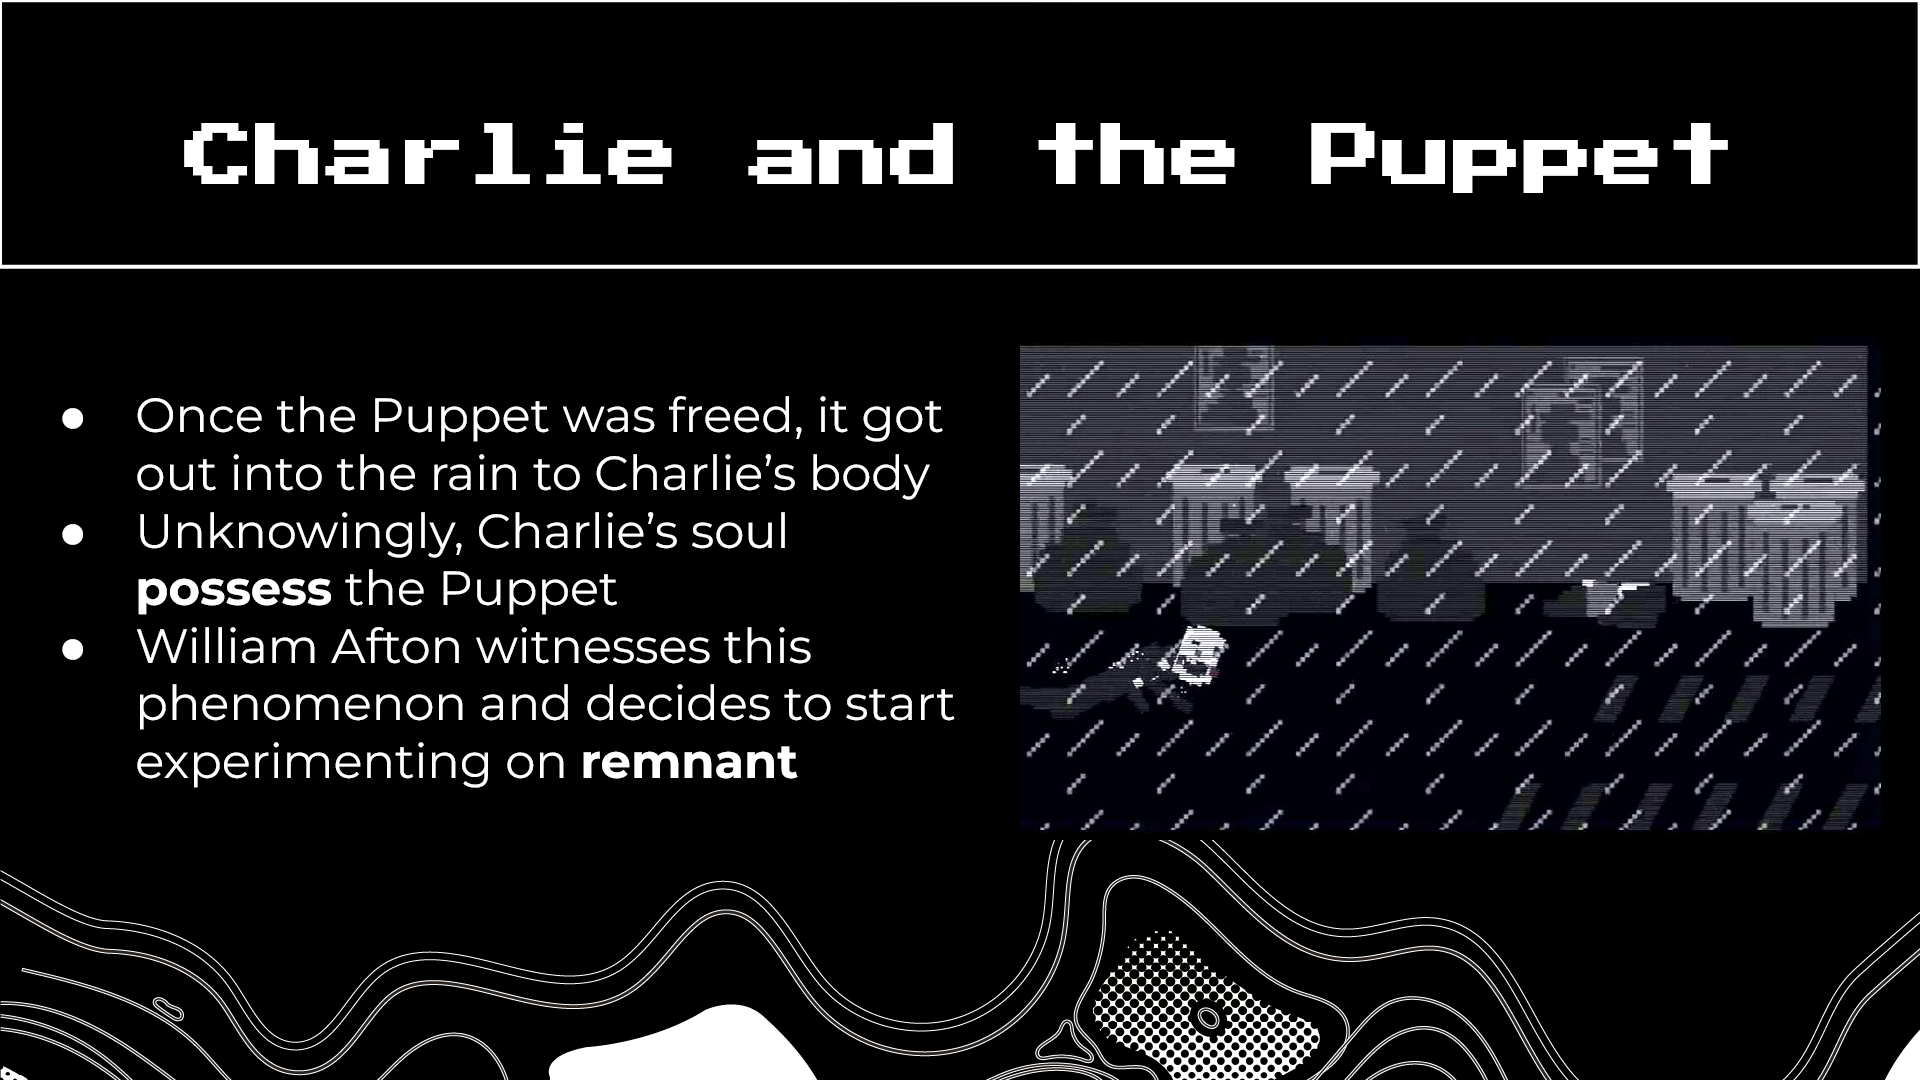 Charlie and the Puppet
● Once the Puppet was freed, it got
out into the rain to Charlie’s body
● Unknowingly, Charlie’s soul
possess the Puppet
● William Afton witnesses this
phenomenon and decides to start
experimenting on remnant